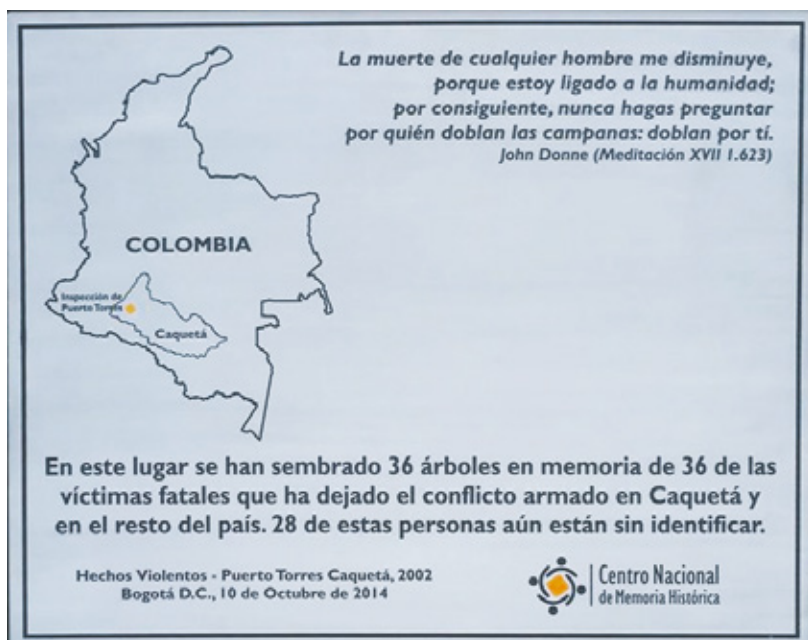 La muerte de cualquier hombre me disminuye,
porque estoy ligado a la humanidad;
por consiguiente, nunca hagas preguntar
por quién doblan las campanas: doblan por tí.
John Donne (Meditación XVII 1.623)
COLOMBIA
Inspección de
Puerto Torres
Caquetá
En este lugar se han sembrado 36 árboles en memoria de 36 de las
víctimas fatales que ha dejado el conflicto armado en Caquetá y
en el resto del país. 28 de estas personas aún están sin identificar.
Hechos Violentos - Puerto Torres Caquetá, 2002
Bogotá D.C., 10 de Octubre de 2014
Centro Nacional
de Memoria Histórica